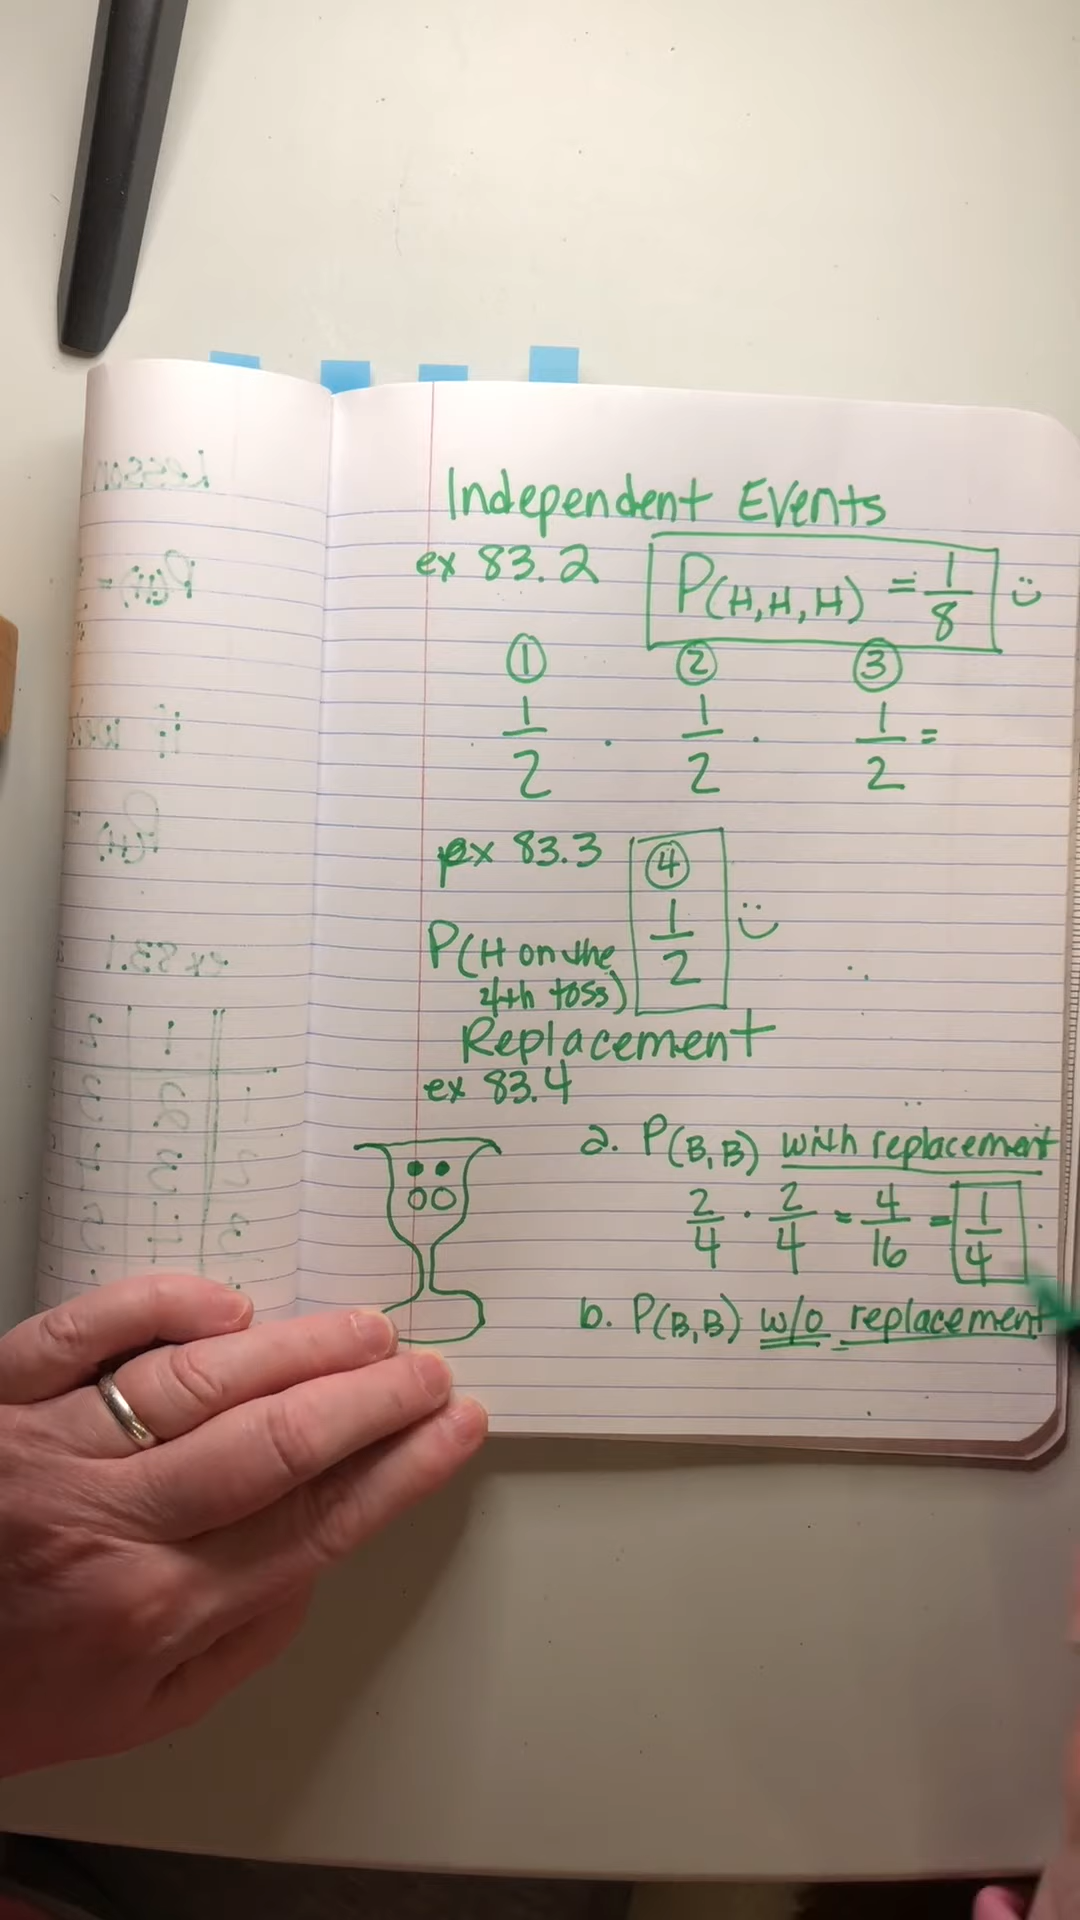 Independent Events
ex 83.2 P(H,H,H) = 1/8
① ② ③
1/2 · 1/2 · 1/2 =
ex 83.3 ④
P(H on the 1/2
4th toss)
Replacement
ex 83.4
a. P(B,B) with replacement
2/4 · 2/4 = 4/16 = 1/4
b. P(B,B) w/o replacement